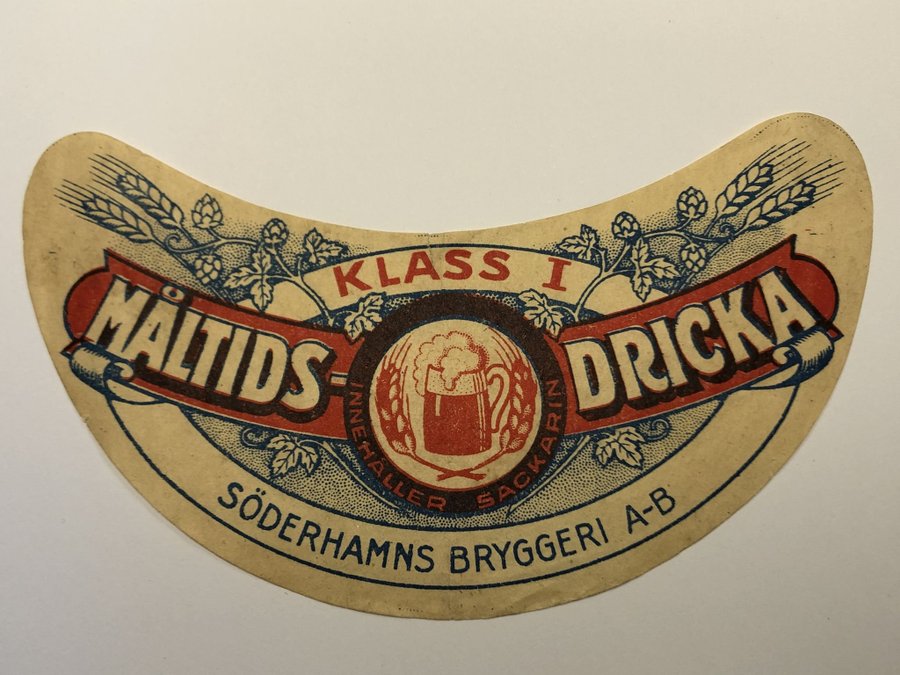 KLASS I
MÅLTIDS-DRICKA
INNEHÅLLER SACKARIN
SÖDERHAMNS BRYGGERI A-B